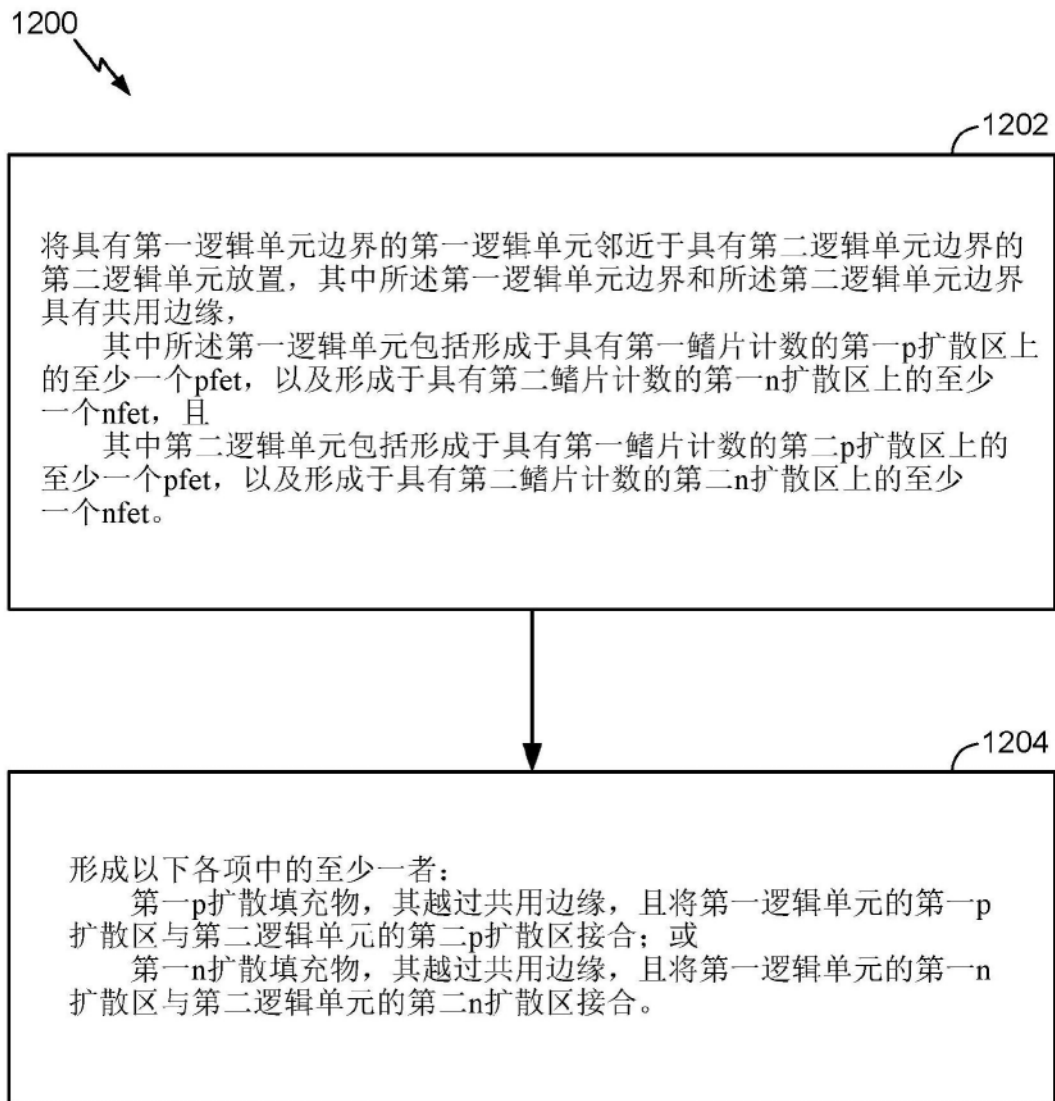 1200
1202
将具有第一逻辑单元边界的第一逻辑单元邻近于具有第二逻辑单元边界的
第二逻辑单元放置，其中所述第一逻辑单元边界和所述第二逻辑单元边界
具有共用边缘，
其中所述第一逻辑单元包括形成于具有第一鳍片计数的第一p扩散区上
的至少一个pfet，以及形成于具有第二鳍片计数的第一n扩散区上的至少
一个nfet，且
其中第二逻辑单元包括形成于具有第一鳍片计数的第二p扩散区上的
至少一个pfet，以及形成于具有第二鳍片计数的第二n扩散区上的至少
一个nfet。
1204
形成以下各项中的至少一者：
第一p扩散填充物，其越过共用边缘，且将第一逻辑单元的第一p
扩散区与第二逻辑单元的第二p扩散区接合；或
第一n扩散填充物，其越过共用边缘，且将第一逻辑单元的第一n
扩散区与第二逻辑单元的第二n扩散区接合。